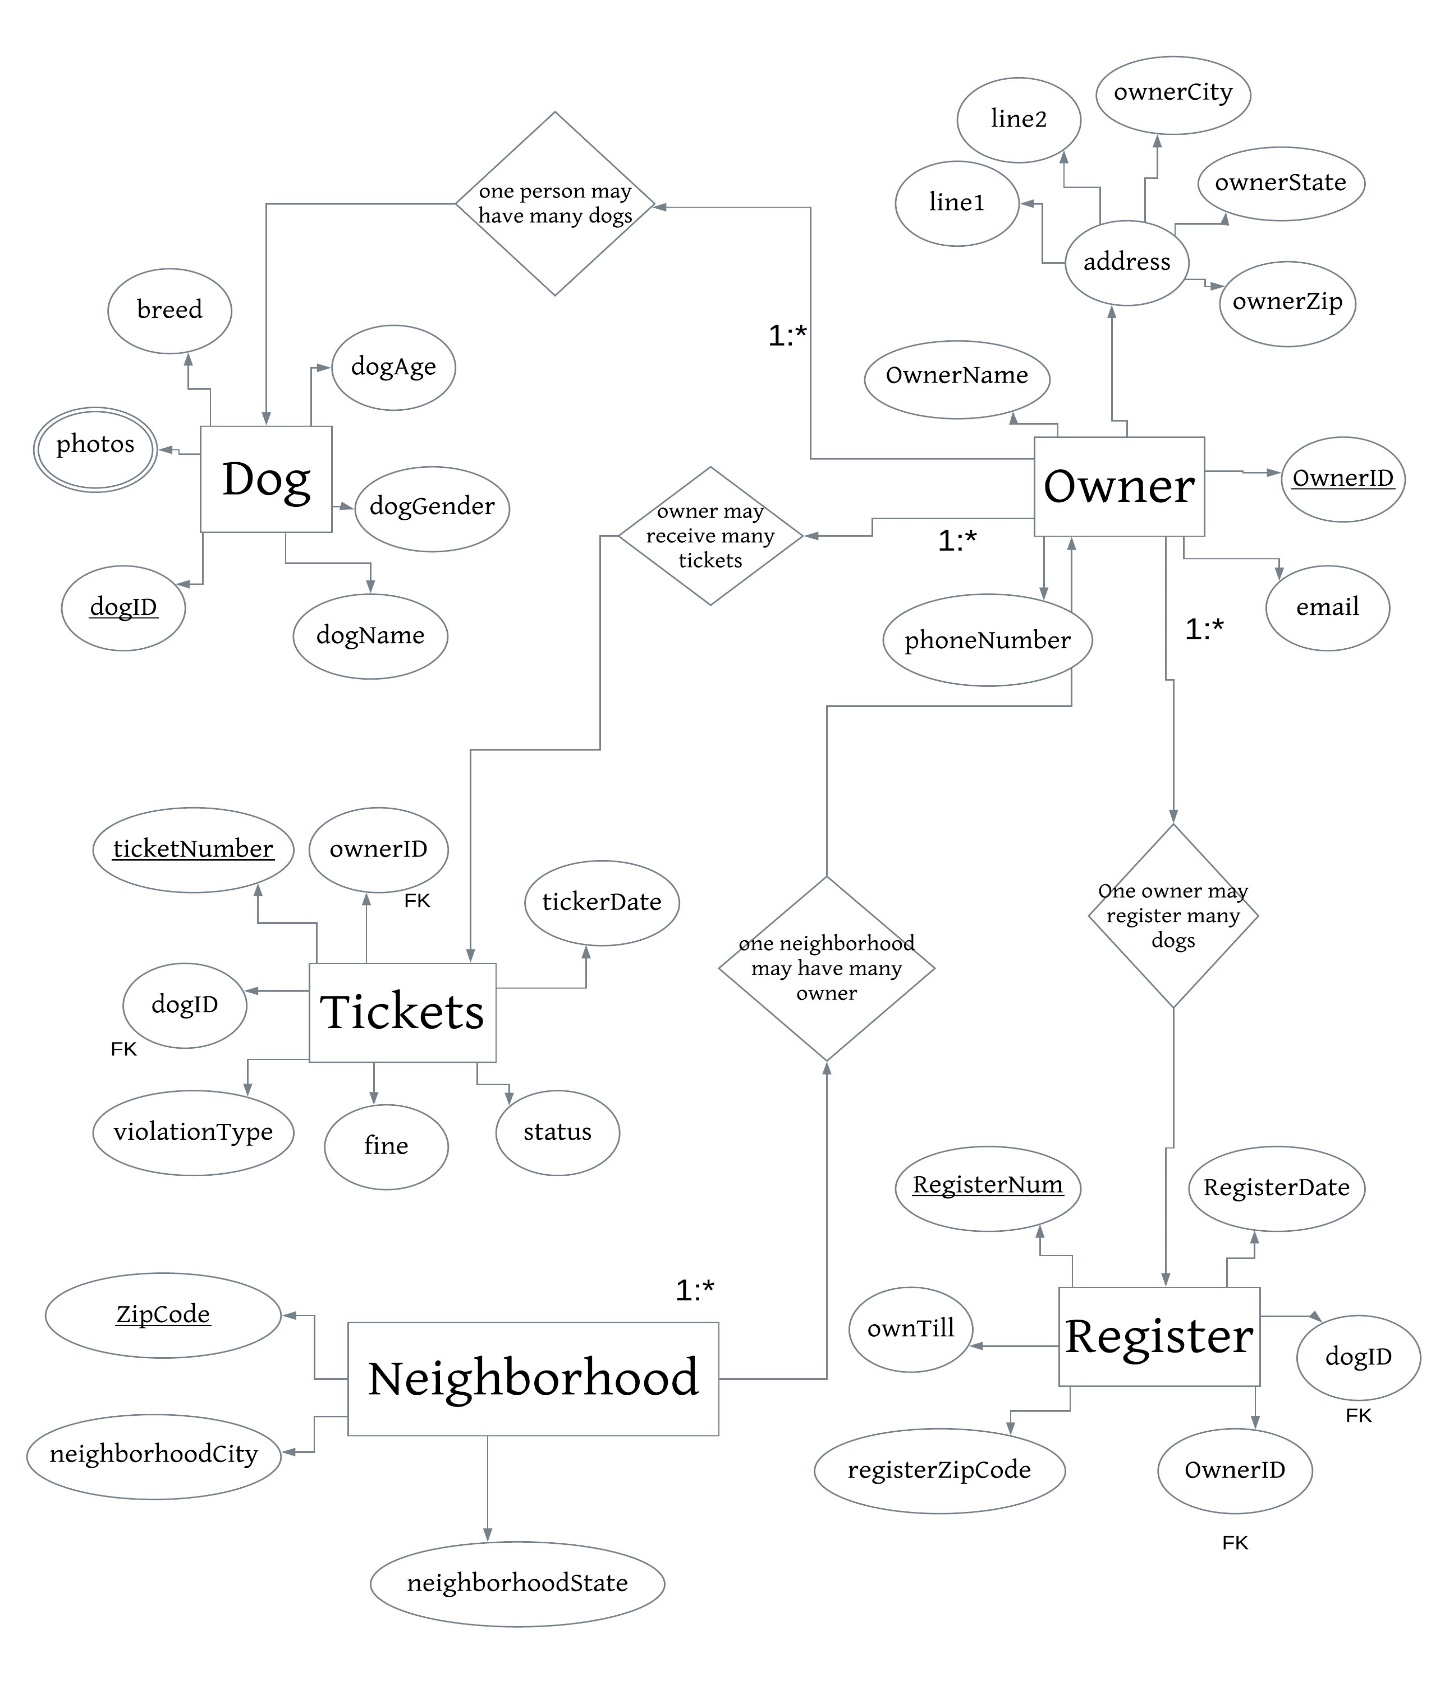 ownerCity
line2
ownerState
line1
one person may
have many dogs
address
ownerZip
breed
1:*
dogAge
OwnerName
photos
Dog
Owner
OwnerID
dogGender
owner may
receive many
tickets
1:*
dogID
dogName
phoneNumber
email
1:*
ticketNumber
ownerID
FK
tickerDate
One owner may
register many
dogs
one neighborhood
may have many
owner
dogID
FK
Tickets
violationType
fine
status
RegisterNum
RegisterDate
1:*
ZipCode
ownTill
Register
dogID
FK
Neighborhood
neighborhoodCity
registerZipCode
OwnerID
FK
neighborhoodState